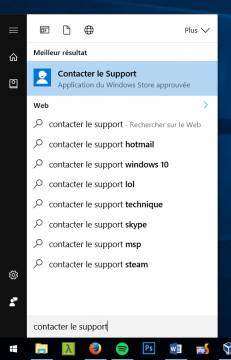 Plus
Meilleur résultat
Contacter le Support
Application du Windows Store approuvée
Web
contacter le support - Rechercher sur le Web
contacter le support hotmail
contacter le support windows 10
contacter le support lol
contacter le support technique
contacter le support skype
contacter le support msp
contacter le support steam
contacter le support